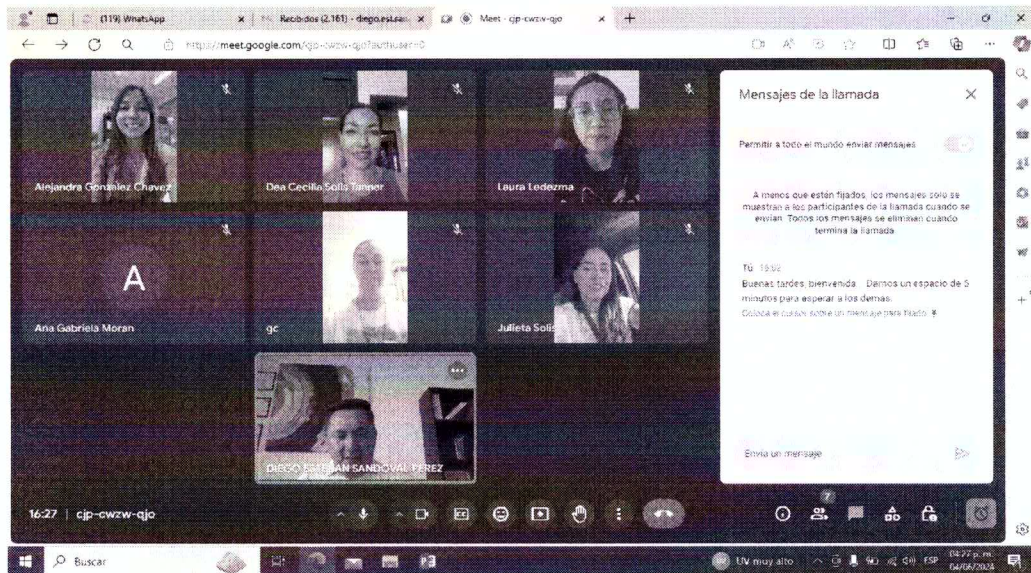 (119) WhatsApp
Recibidos (2.161) - diego.est.sa
Meet - cjp-cwzw-qjo
https://meet.google.com/cjp-cwzw-qjo?authuser=0
Alejandra González Chavez
Dea Cecilia Solis Tanner
Laura Ledezma
A
Ana Gabriela Moran
gc
Julieta Solis
DIEGO ESTEBAN SANDOVAL PEREZ
Mensajes de la llamada
Permitir a todo el mundo enviar mensajes
A menos que estén fijados, los mensajes solo se
muestran a los participantes de la llamada cuando se
envían. Todos los mensajes se eliminan cuando
termina la llamada.
Tú
Buenas tardes, bienvenida. Damos un espacio de 5
minutos para esperar a los demás.
Coloca el cursor sobre un mensaje para fijarlo
Envía un mensaje
16:27 | cjp-cwzw-qjo
7
Buscar
UV muy alto
ESP
04:27 p. m.
04/06/2024